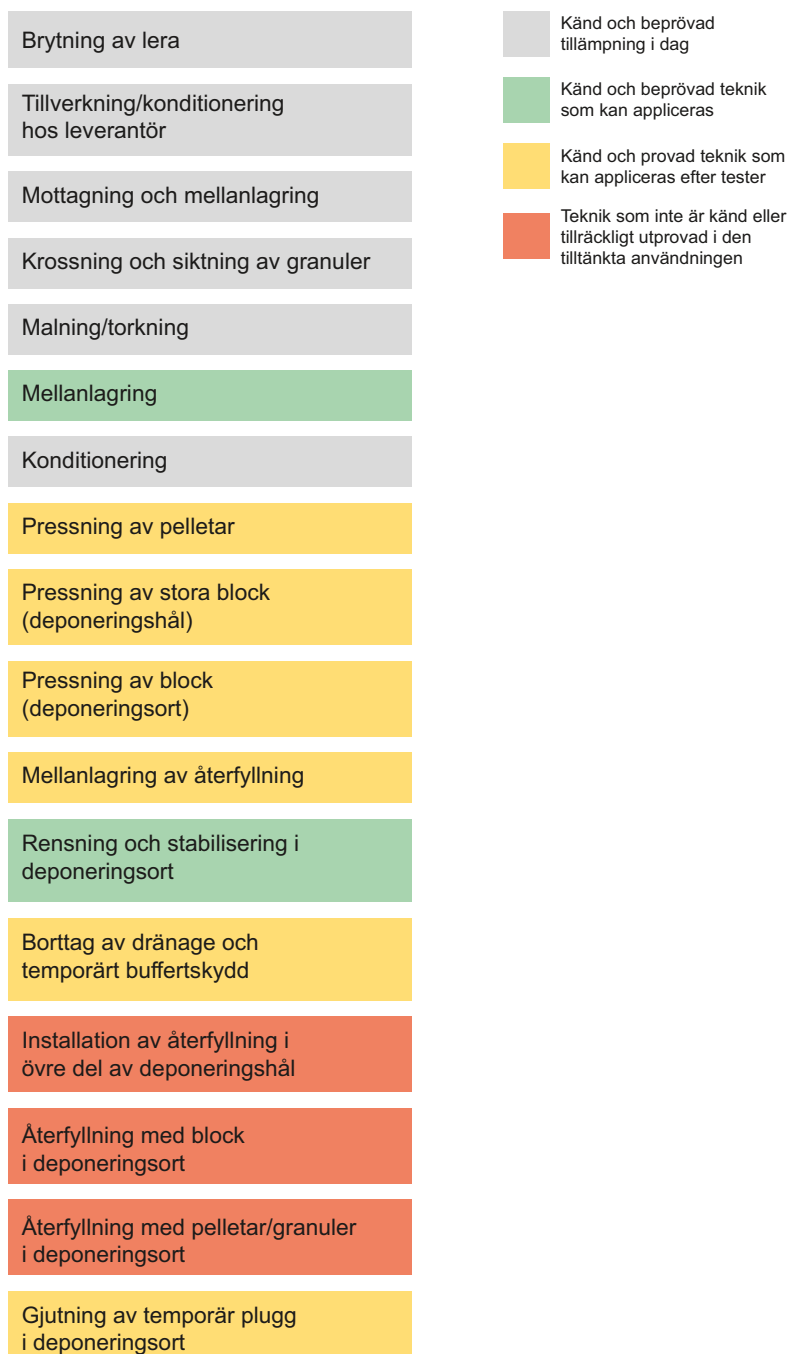 Brytning av lera
Tillverkning/konditionering
hos leverantör
Mottagning och mellanlagring
Krossning och siktning av granuler
Malning/torkning
Mellanlagring
Konditionering
Pressning av pelletar
Pressning av stora block
(deponeringshål)
Pressning av block
(deponeringsort)
Mellanlagring av återfyllning
Rensning och stabilisering i
deponeringsort
Borttag av dränage och
temporärt buffertskydd
Installation av återfyllning i
övre del av deponeringshål
Återfyllning med block
i deponeringsort
Återfyllning med pelletar/granuler
i deponeringsort
Gjutning av temporär plugg
i deponeringsort
Känd och beprövad
tillämpning i dag
Känd och beprövad teknik
som kan appliceras
Känd och provad teknik som
kan appliceras efter tester
Teknik som inte är känd eller
tillräckligt utprovad i den
tilltänkta användningen